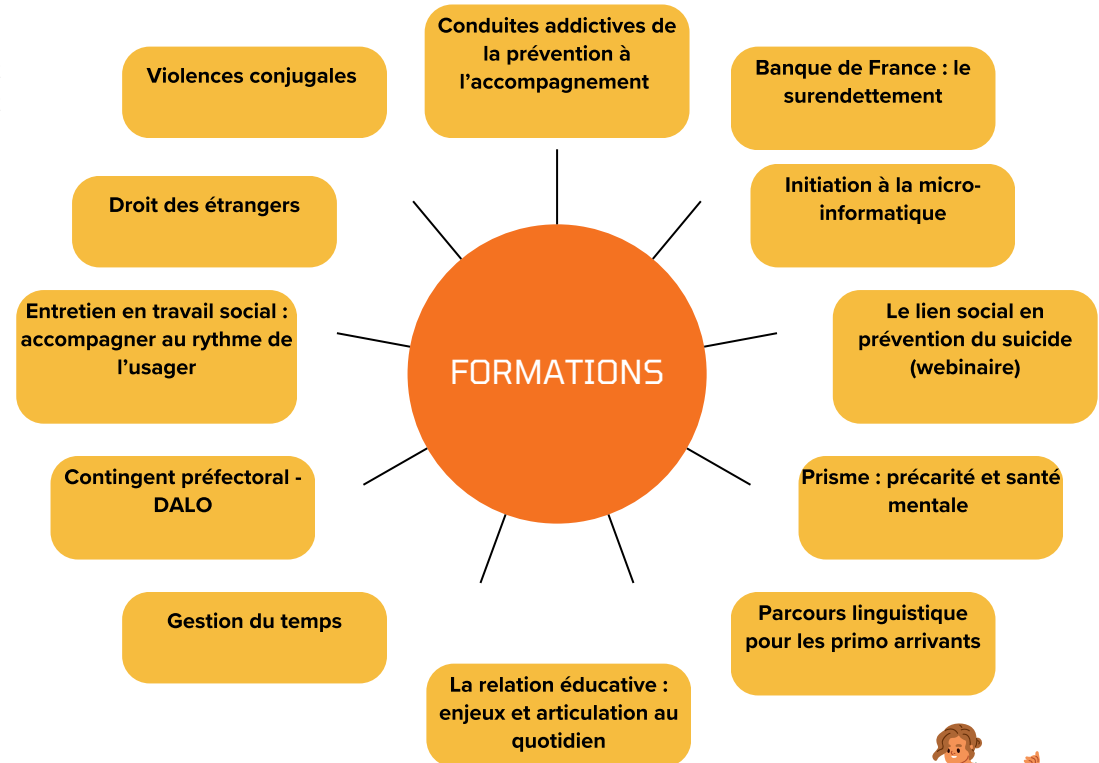 Conduites addictives de
la prévention à
l'accompagnement
Violences conjugales
Banque de France : le
surendettement
Droit des étrangers
Initiation à la micro-
informatique
Entretien en travail social :
accompagner au rythme de
l'usager
FORMATIONS
Le lien social en
prévention du suicide
(webinaire)
Contingent préfectoral -
DALO
Prisme : précarité et santé
mentale
Gestion du temps
Parcours linguistique
pour les primo arrivants
La relation éducative :
enjeux et articulation au
quotidien